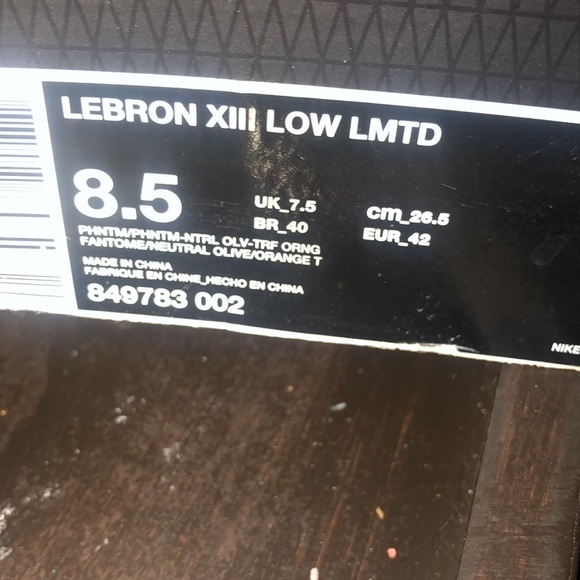 LEBRON XIII LOW LMTD
8.5
UK_7.5
BR_40
cm_26.5
EUR_42
PHNTM/PHNTM-NTRL OLV-TRF ORNG
FANTOME/NEUTRAL OLIVE/ORANGE T
MADE IN CHINA
FABRIQUE EN CHINE_HECHO EN CHINA
849783 002
NIKE